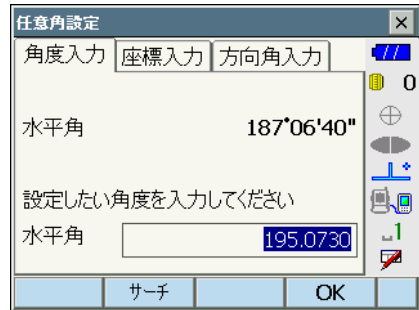 任意角設定
角度入力 座標入力 方向角入力
0
水平角 187°06'40"
設定したい角度を入力してください
水平角 195.0730
1
サーチ OK